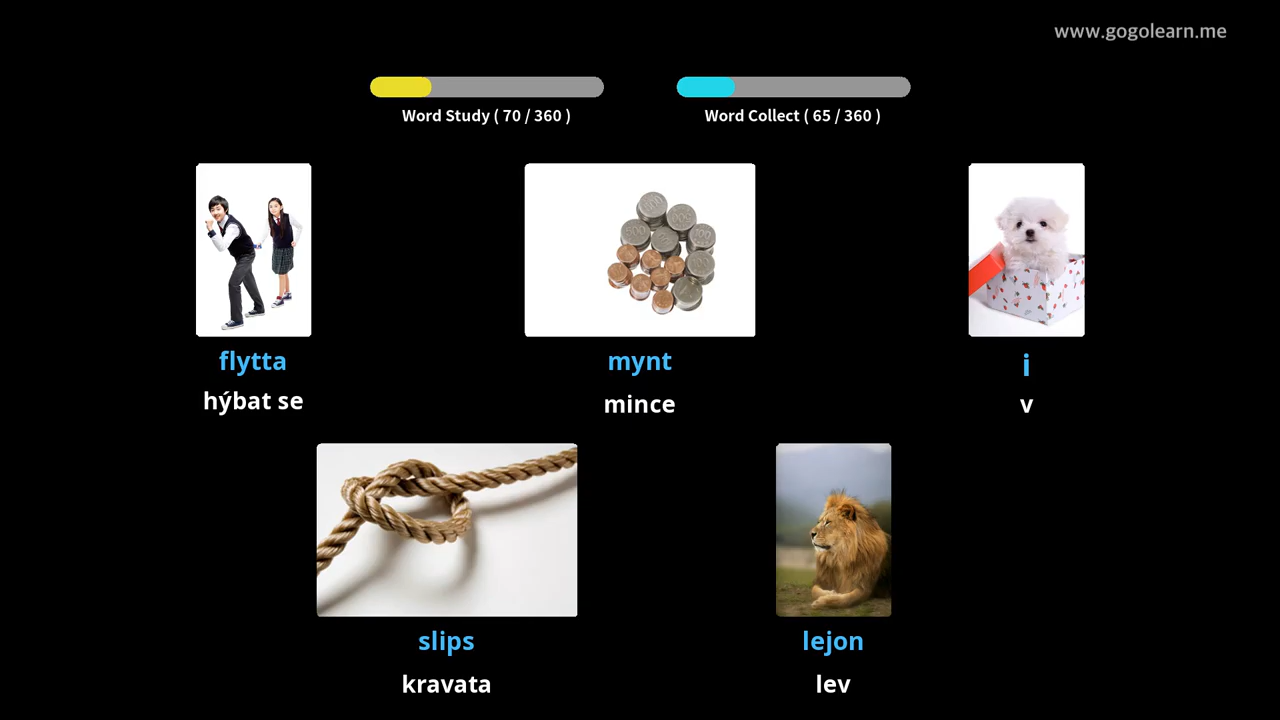 www.gogolearn.me
Word Study ( 70 / 360 )
Word Collect ( 65 / 360 )
flytta
mynt
i
hýbat se
mince
v
slips
lejon
kravata
lev